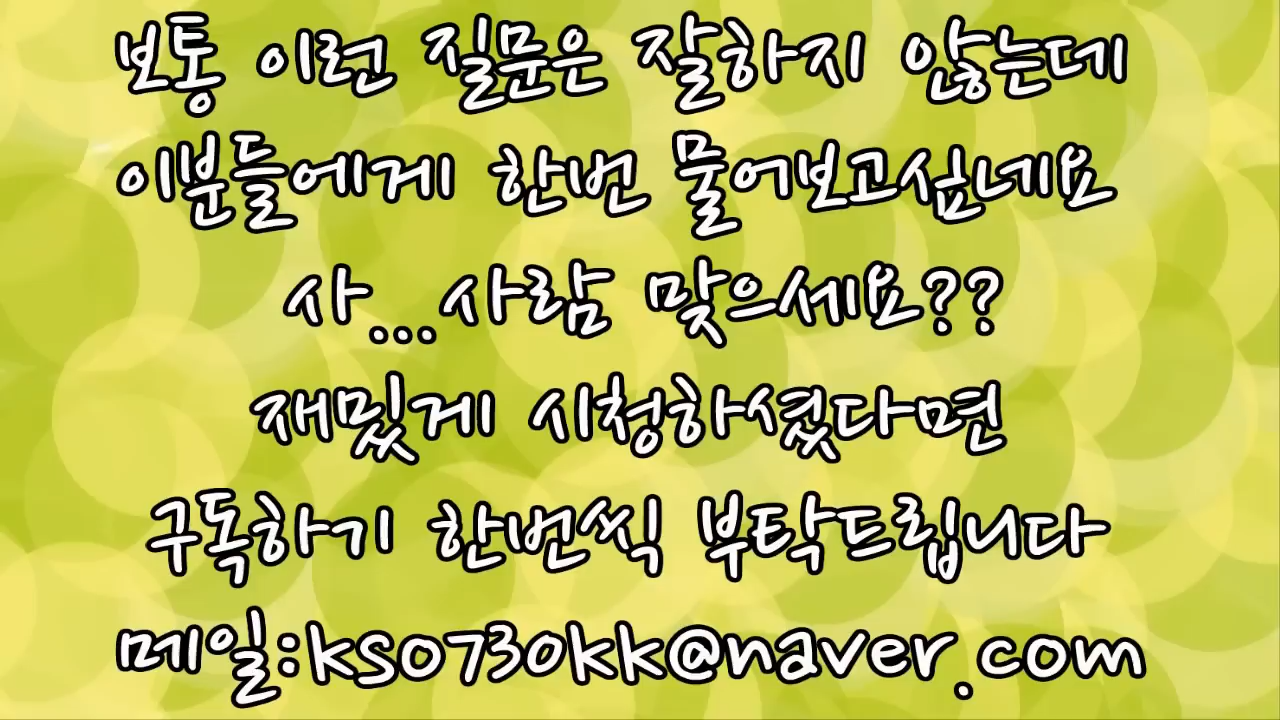 보통 이런 질문은 잘하지 않는데
이분들에게 한번 물어보고싶네요
사...사람 맞으세요??
재밌게 시청하셨다면
구독하기 한번씩 부탁드립니다
메일:kso730kk@naver.com